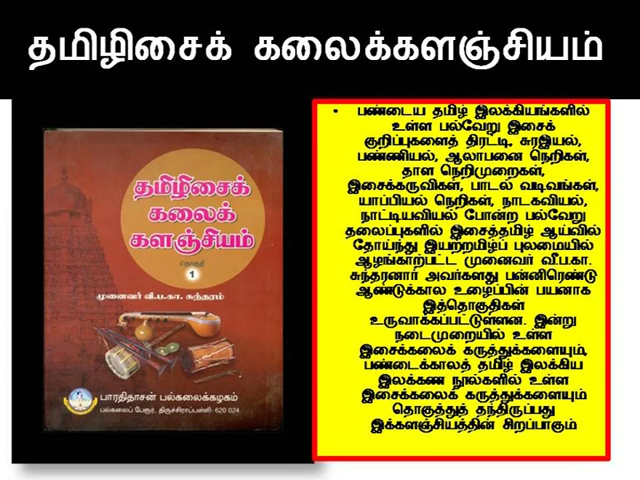 தமிழிசைக் கலைக்களஞ்சியம்
தமிழிசைக்
கலைக்
களஞ்சியம்
தொகுதி
1
முனைவர் வீ.ப.கா. சுந்தரம்
பாரதிதாசன் பல்கலைக்கழகம்
பல்கலைப் பேரூர், திருச்சிராப்பள்ளி- 620 024
• பண்டைய தமிழ் இலக்கியங்களில்
உள்ள பல்வேறு இசைக்
குறிப்புகளைத் திரட்டி, சுரஇயல்,
பண்ணியல், ஆலாபனை நெறிகள்,
தாள நெறிமுறைகள்,
இசைக்கருவிகள், பாடல் வடிவங்கள்,
யாப்பியல் நெறிகள், நாடகவியல்,
நாட்டியவியல் போன்ற பல்வேறு
தலைப்புகளில் இசைத்தமிழ் ஆய்வில்
தோய்ந்து இயற்றமிழ்ப் புலமையில்
ஆழங்காற்பட்ட முனைவர் வீ.ப.கா.
சுந்தரனார் அவர்களது பன்னிரெண்டு
ஆண்டுக்கால உழைப்பின் பயனாக
இத்தொகுதிகள்
உருவாக்கப்பட்டுள்ளன. இன்று
நடைமுறையில் உள்ள
இசைக்கலைக் கருத்துக்களையும்,
பண்டைக்காலத் தமிழ் இலக்கிய
இலக்கண நூல்களில் உள்ள
இசைக்கலைக் கருத்துக்களையும்
தொகுத்துத் தந்திருப்பது
இக்களஞ்சியத்தின் சிறப்பாகும்